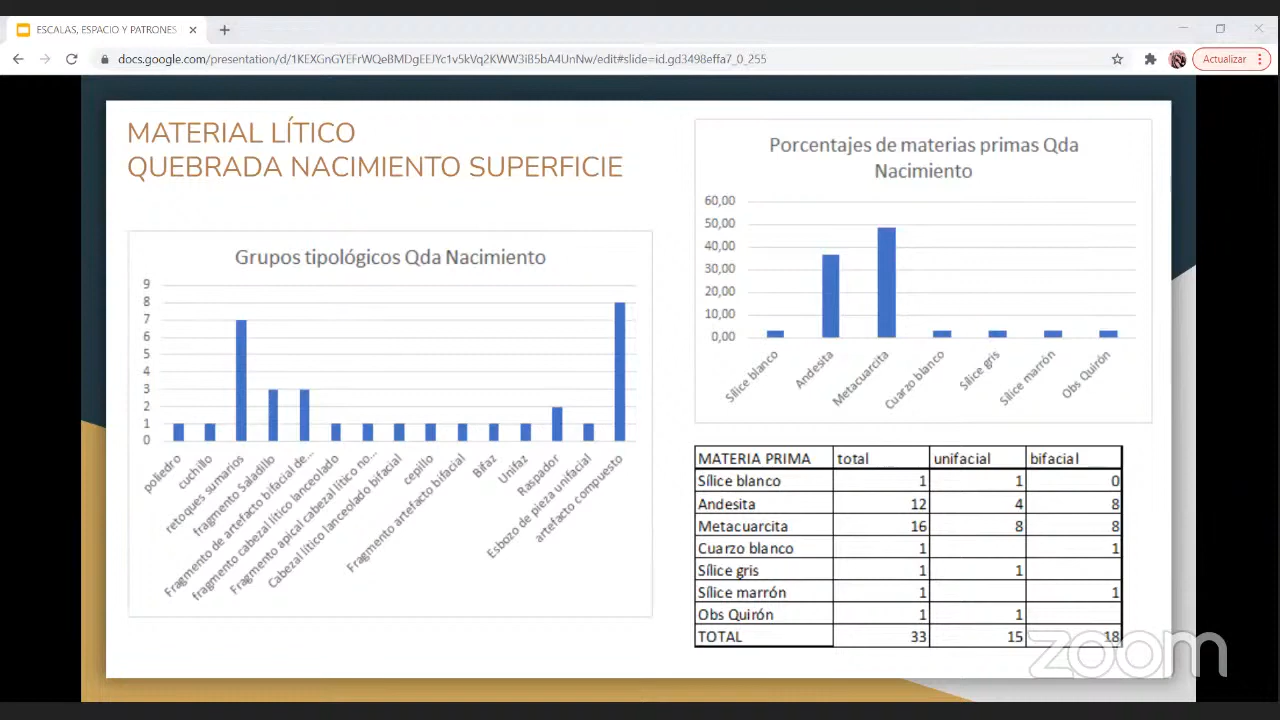 ESCALAS, ESPACIO Y PATRONES
docs.google.com/presentation/d/1KEXGnGYEFrWQeBMDgEEJYc1v5kVs2KWW3iB5bA4UnNw/edit#slide=id.gd3498effa7_0_255
Actualizar
MATERIAL LÍTICO
QUEBRADA NACIMIENTO SUPERFICIE
Grupos tipológicos Qda Nacimiento
9
8
7
6
5
4
3
2
1
0
poliedro
cuchillo
retoques sumarios
fragmento Saladillo
Fragmento de artefacto bifacial de...
fragmento cabezal lítico lanceolado
Fragmento apical cabezal lítico no...
Cabezal lítico lanceolado bifacial
cepillo
Fragmento artefacto bifacial
Bifaz
Unifaz
Raspador
Esbozo de pieza unifacial
artefacto compuesto
Porcentajes de materias primas Qda
Nacimiento
60,00
50,00
40,00
30,00
20,00
10,00
0,00
Sílice blanco
Andesita
Metacuarcita
Cuarzo blanco
Sílice gris
Sílice marrón
Obs Quirón
MATERIA PRIMA total unifacial bifacial
Sílice blanco 1 1 0
Andesita 12 4 8
Metacuarcita 16 8 8
Cuarzo blanco 1 1
Sílice gris 1 1
Sílice marrón 1 1
Obs Quirón 1 1
TOTAL 33 15 18
zoom